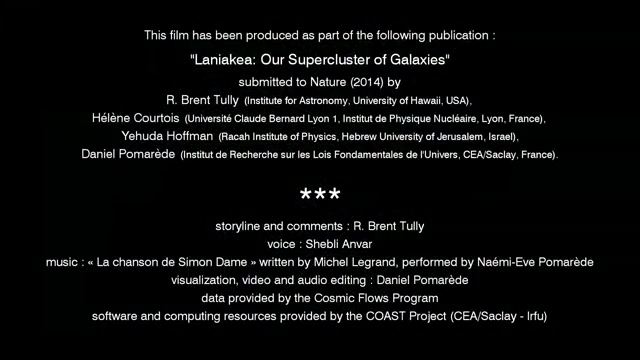 This film has been produced as part of the following publication :
"Laniakea: Our Supercluster of Galaxies"
submitted to Nature (2014) by
R. Brent Tully (Institute for Astronomy, University of Hawaii, USA),
Hélène Courtois (Université Claude Bernard Lyon 1, Institut de Physique Nucléaire, Lyon, France),
Yehuda Hoffman (Racah Institute of Physics, Hebrew University of Jerusalem, Israel),
Daniel Pomarède (Institut de Recherche sur les Lois Fondamentales de l'Univers, CEA/Saclay, France).
***
storyline and comments : R. Brent Tully
voice : Shebli Anvar
music : « La chanson de Simon Dame » written by Michel Legrand, performed by Naémi-Eve Pomarède
visualization, video and audio editing : Daniel Pomarède
data provided by the Cosmic Flows Program
software and computing resources provided by the COAST Project (CEA/Saclay - Irfu)